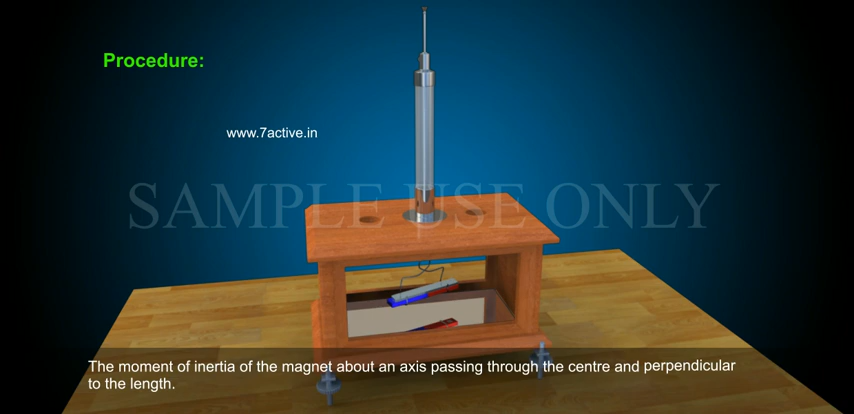 Procedure:
www.7active.in
SAMPLE USE ONLY
The moment of inertia of the magnet about an axis passing through the centre and perpendicular
to the length.